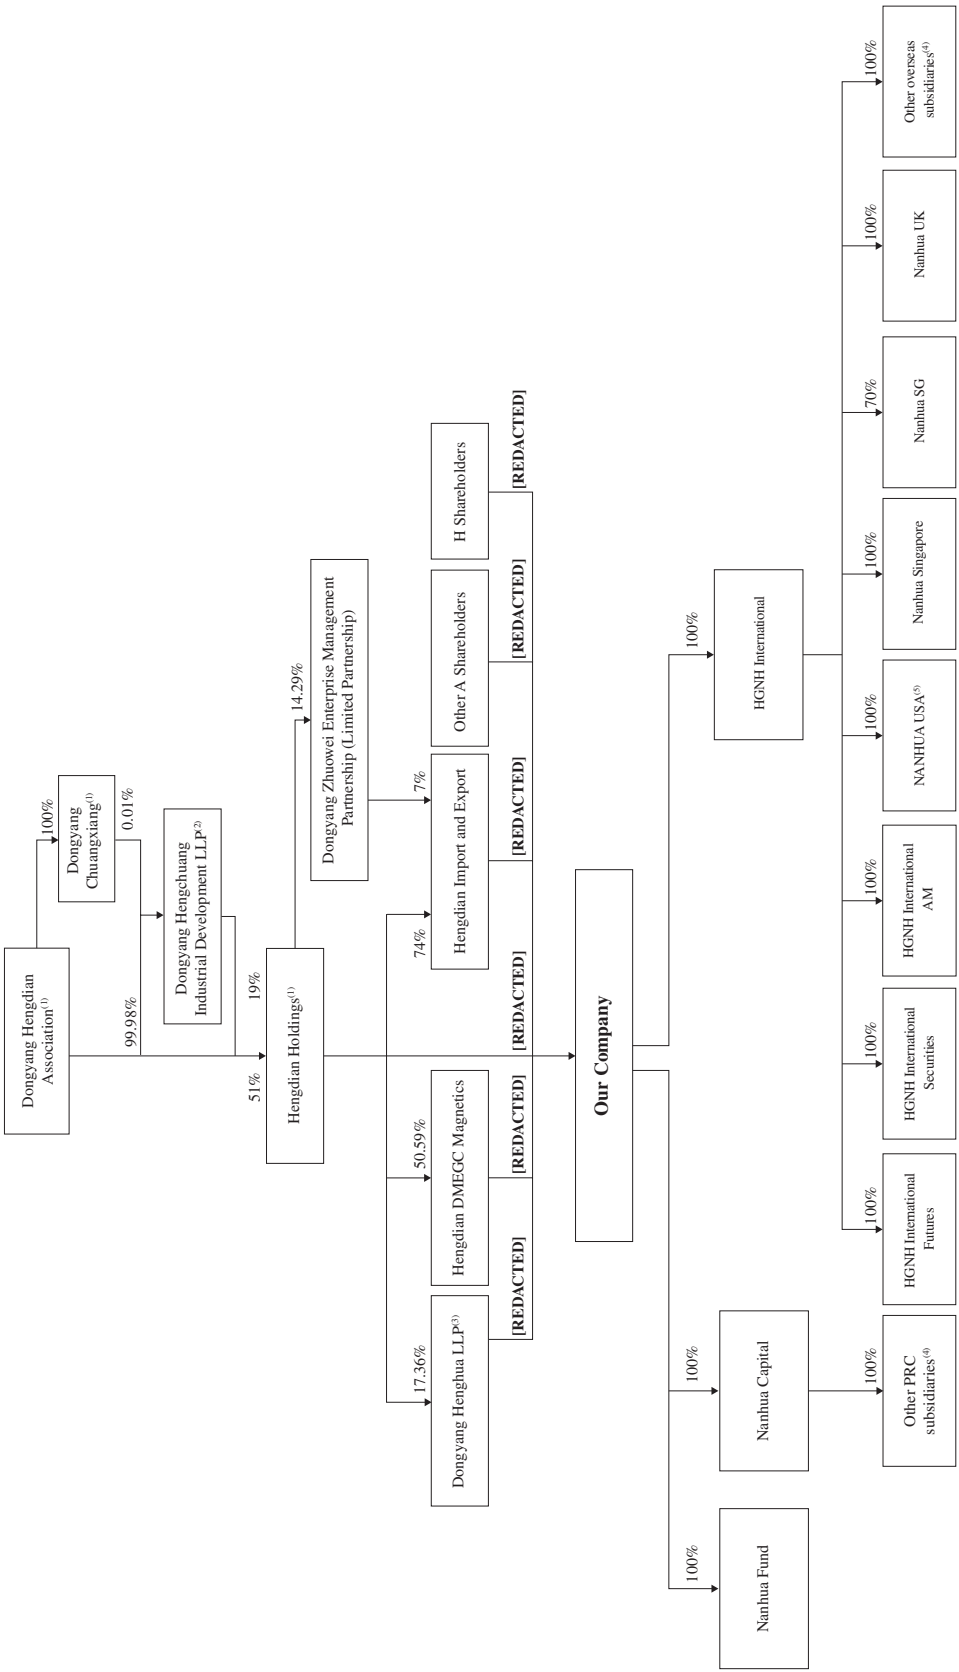 Dongyang Hengdian
Association(1)
100%
Dongyang
Chuangxiang(1)
99.98%
0.01%
Dongyang Hengchuang
Industrial Development LLP(2)
51%
19%
Hengdian Holdings(1)
14.29%
Dongyang Zhuowei Enterprise Management
Partnership (Limited Partnership)
17.36%
50.59%
74%
7%
Dongyang Henghua LLP(3)
Hengdian DMEGC Magnetics
Hengdian Import and Export
Other A Shareholders
H Shareholders
[REDACTED]
[REDACTED]
[REDACTED]
[REDACTED]
[REDACTED]
[REDACTED]
Our Company
100%
100%
100%
Nanhua Fund
Nanhua Capital
HGNH International
100%
100%
100%
100%
100%
100%
70%
100%
100%
Other PRC
subsidiaries(4)
HGNH International
Futures
HGNH International
Securities
HGNH International
AM
NANHUA USA(5)
Nanhua Singapore
Nanhua SG
Nanhua UK
Other overseas
subsidiaries(4)